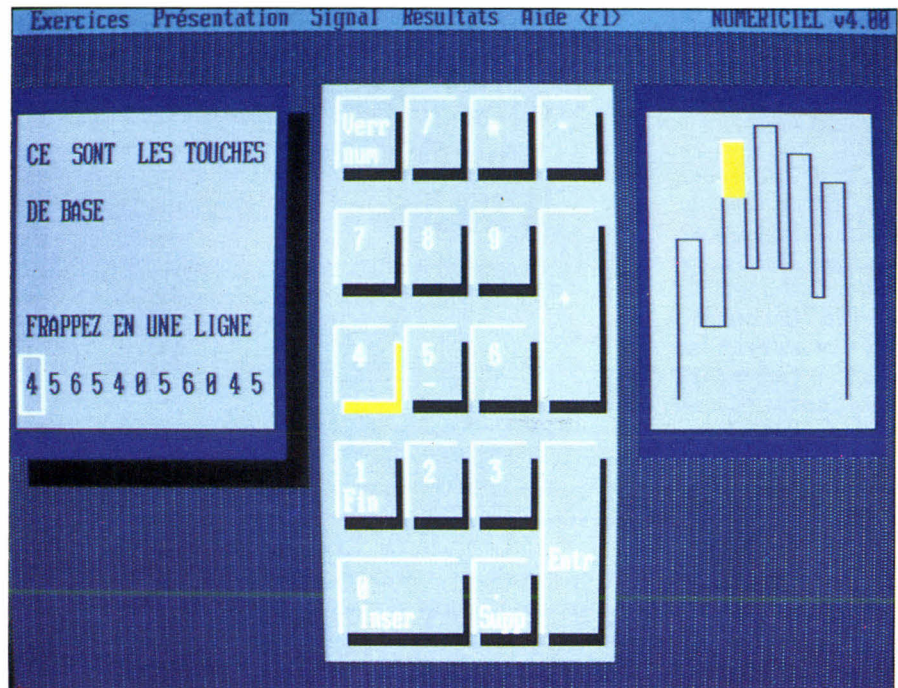 Exercices Présentation Signal Résultats Aide <F1> NUMERICIEL v4.00
CE SONT LES TOUCHES
DE BASE
FRAPPEZ EN UNE LIGNE
4 5 6 5 4 0 5 6 0 4 5
Verr num / * -
7 8 9 +
4 5 6
1 Fin 2 3 Entr
0 Inser . Supp